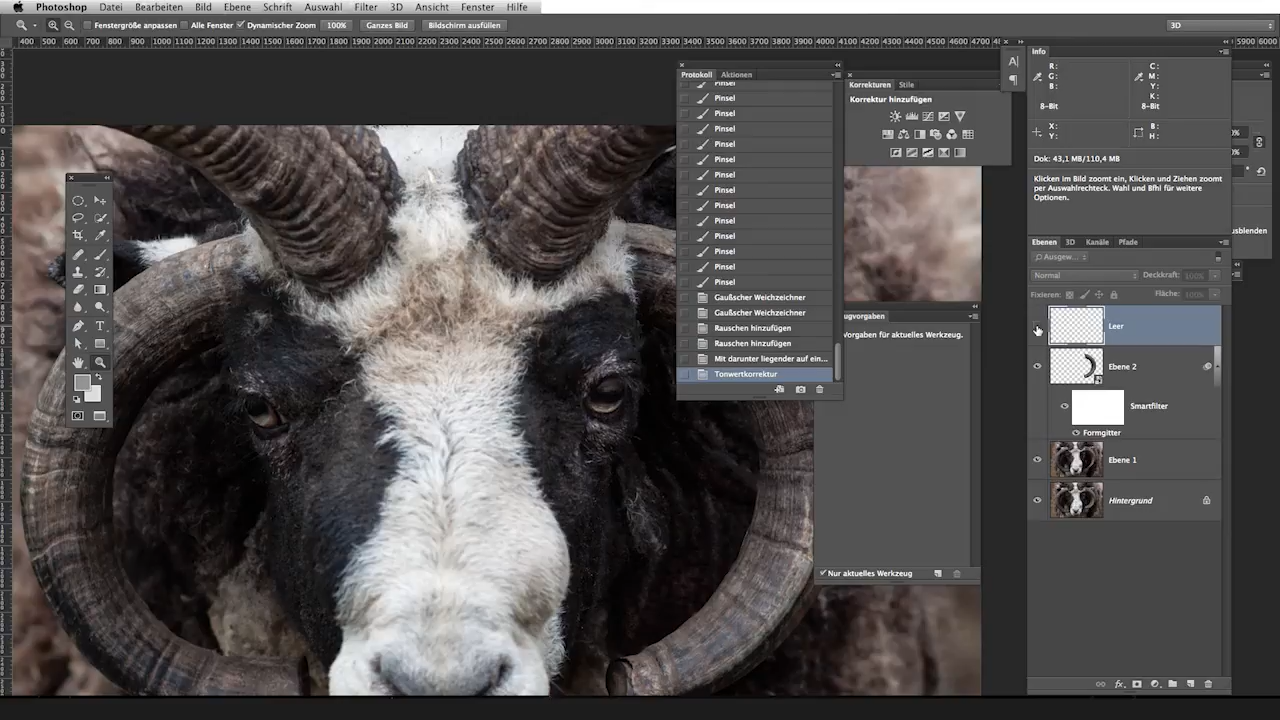 Photoshop Datei Bearbeiten Bild Ebene Schrift Auswahl Filter 3D Ansicht Fenster Hilfe
Fenstergröße anpassen Alle Fenster Dynamischer Zoom 100% Ganzes Bild Bildschirm ausfüllen 3D
400 500 600 700 800 900 1000 1100 1200 1300 1400 1500 1600 1700 1800 1900 2000 2100 2200 2300 2400 2500 2600 2700 2800 2900 3000 3100 3200 3300 3400 3500 3600 3700 3800 3900 4000 4100 4200 4300 4400 4500 4600 4700 6000
Info
R: C:
G: M:
B: Y:
K:
8-Bit 8-Bit
X: B:
Y: H:
Dok: 43,1 MB/110,4 MB
Klicken im Bild zoomt ein, Klicken und Ziehen zoomt
per Auswahlrechteck. Wahl und Bfhl für weitere
Optionen.
usblenden
Protokoll Aktionen
Pinsel
Pinsel
Pinsel
Pinsel
Pinsel
Pinsel
Pinsel
Pinsel
Pinsel
Pinsel
Pinsel
Pinsel
Pinsel
Pinsel
Gaußscher Weichzeichner
Gaußscher Weichzeichner
Rauschen hinzufügen
Rauschen hinzufügen
Mit darunter liegender auf ein...
Tonwertkorrektur
Korrekturen Stile
Korrektur hinzufügen
ugvorgaben
Vorgaben für aktuelles Werkzeug.
Nur aktuelles Werkzeug
Ebenen 3D Kanäle Pfade
Ausgew...
Normal Deckkraft: 100%
Fixieren: Fläche: 100%
Leer
Ebene 2
Smartfilter
Formgitter
Ebene 1
Hintergrund
fx